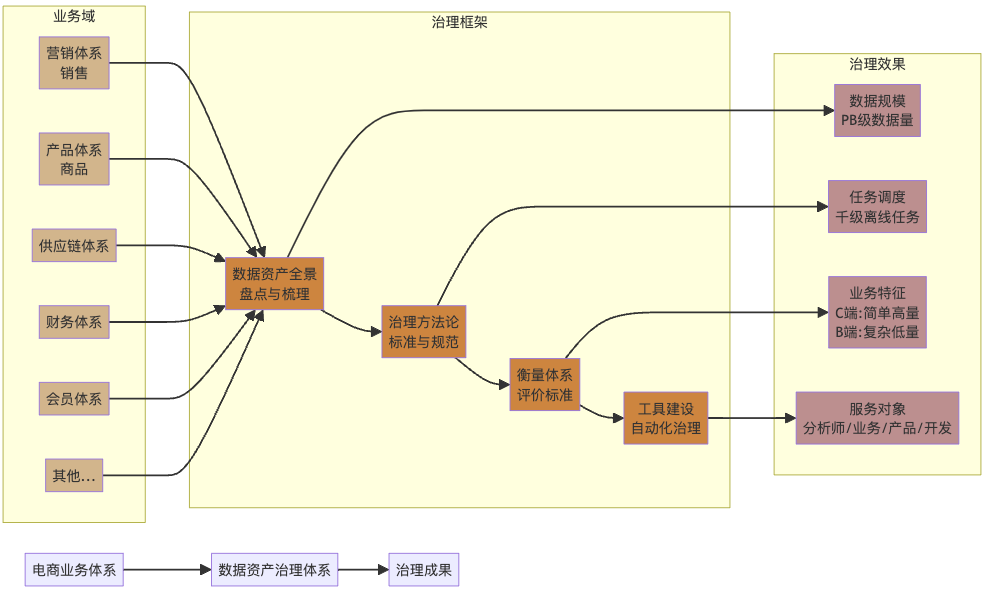 业务域
营销体系
销售
产品体系
商品
供应链体系
财务体系
会员体系
其他...
治理框架
数据资产全景
盘点与梳理
治理方法论
标准与规范
衡量体系
评价标准
工具建设
自动化治理
治理效果
数据规模
PB级数据量
任务调度
千级离线任务
业务特征
C端:简单高量
B端:复杂低量
服务对象
分析师/业务/产品/开发
电商业务体系
数据资产治理体系
治理成果